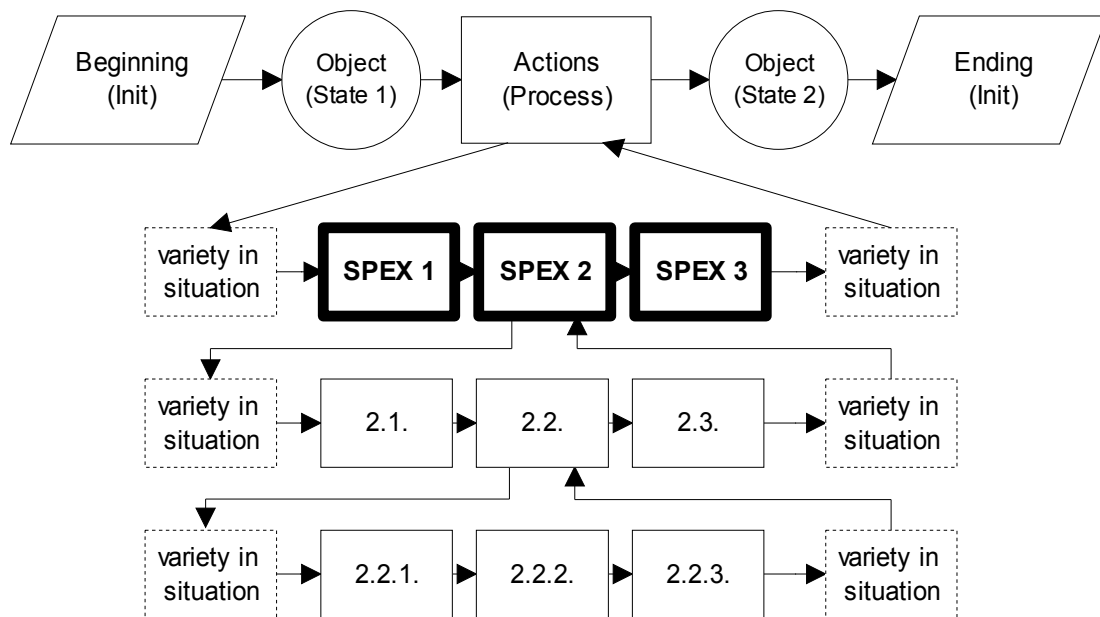 Beginning
(Init)
Object
(State 1)
Actions
(Process)
Object
(State 2)
Ending
(Init)
variety in
situation
SPEX 1
SPEX 2
SPEX 3
variety in
situation
variety in
situation
2.1.
2.2.
2.3.
variety in
situation
variety in
situation
2.2.1.
2.2.2.
2.2.3.
variety in
situation